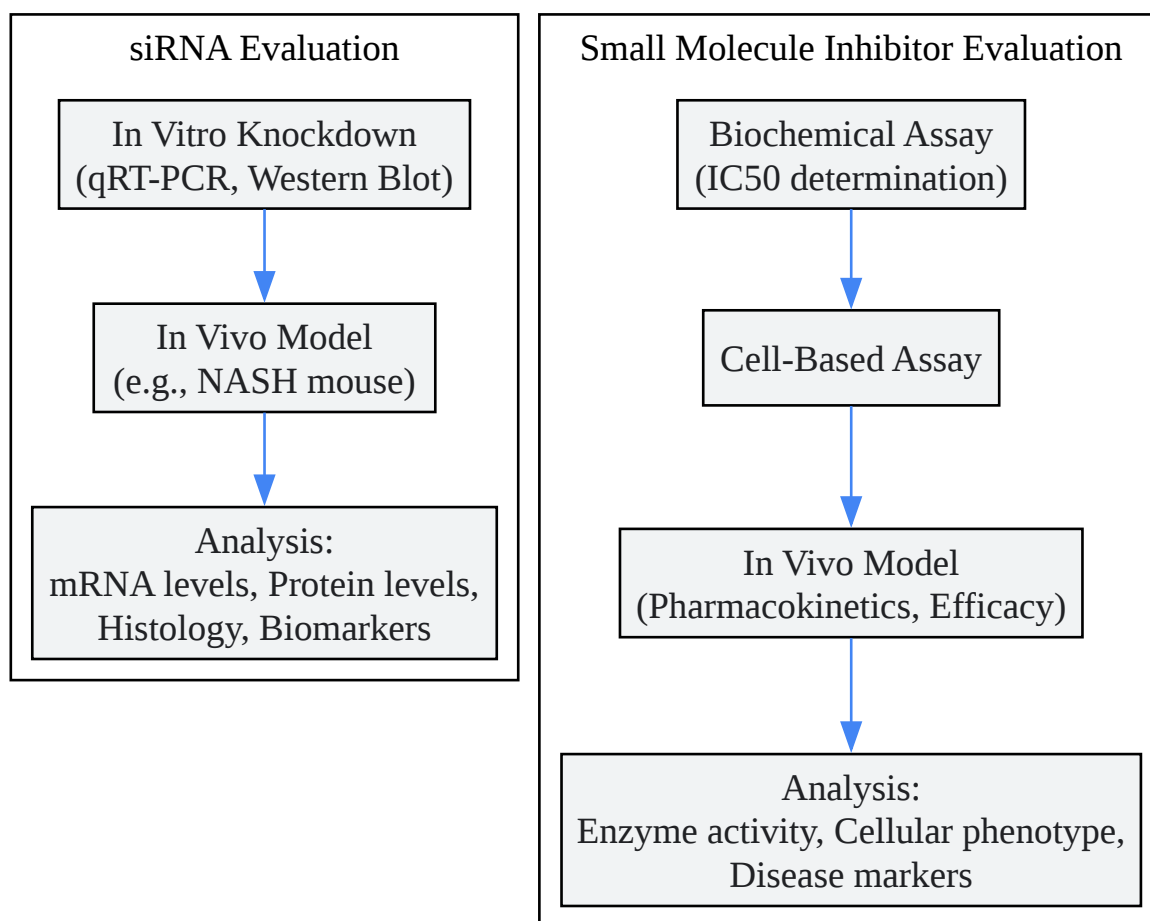 siRNA Evaluation
In Vitro Knockdown
(qRT-PCR, Western Blot)
In Vivo Model
(e.g., NASH mouse)
Analysis:
mRNA levels, Protein levels,
Histology, Biomarkers
Small Molecule Inhibitor Evaluation
Biochemical Assay
(IC50 determination)
Cell-Based Assay
In Vivo Model
(Pharmacokinetics, Efficacy)
Analysis:
Enzyme activity, Cellular phenotype,
Disease markers